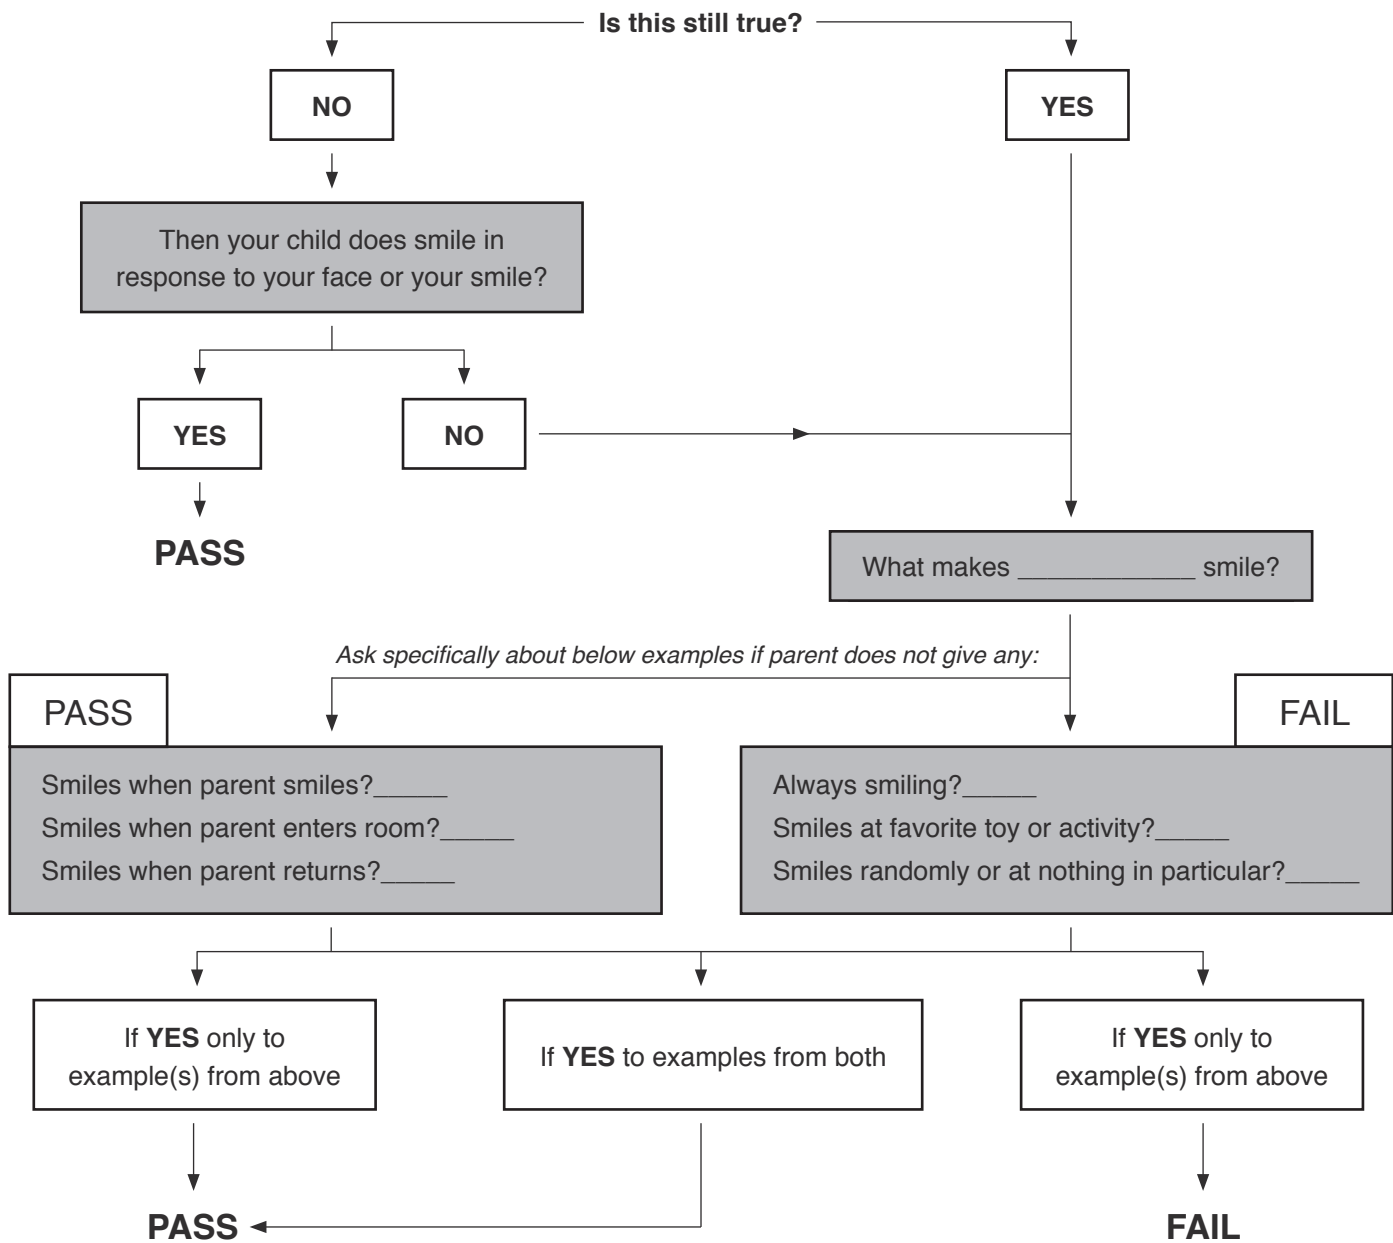 Is this still true?
NO
YES
Then your child does smile in
response to your face or your smile?
YES
NO
PASS
What makes ____________ smile?
Ask specifically about below examples if parent does not give any:
PASS
FAIL
Smiles when parent smiles?_____
Smiles when parent enters room?_____
Smiles when parent returns?_____
Always smiling?_____
Smiles at favorite toy or activity?_____
Smiles randomly or at nothing in particular?_____
If YES only to
example(s) from above
If YES to examples from both
If YES only to
example(s) from above
PASS
FAIL